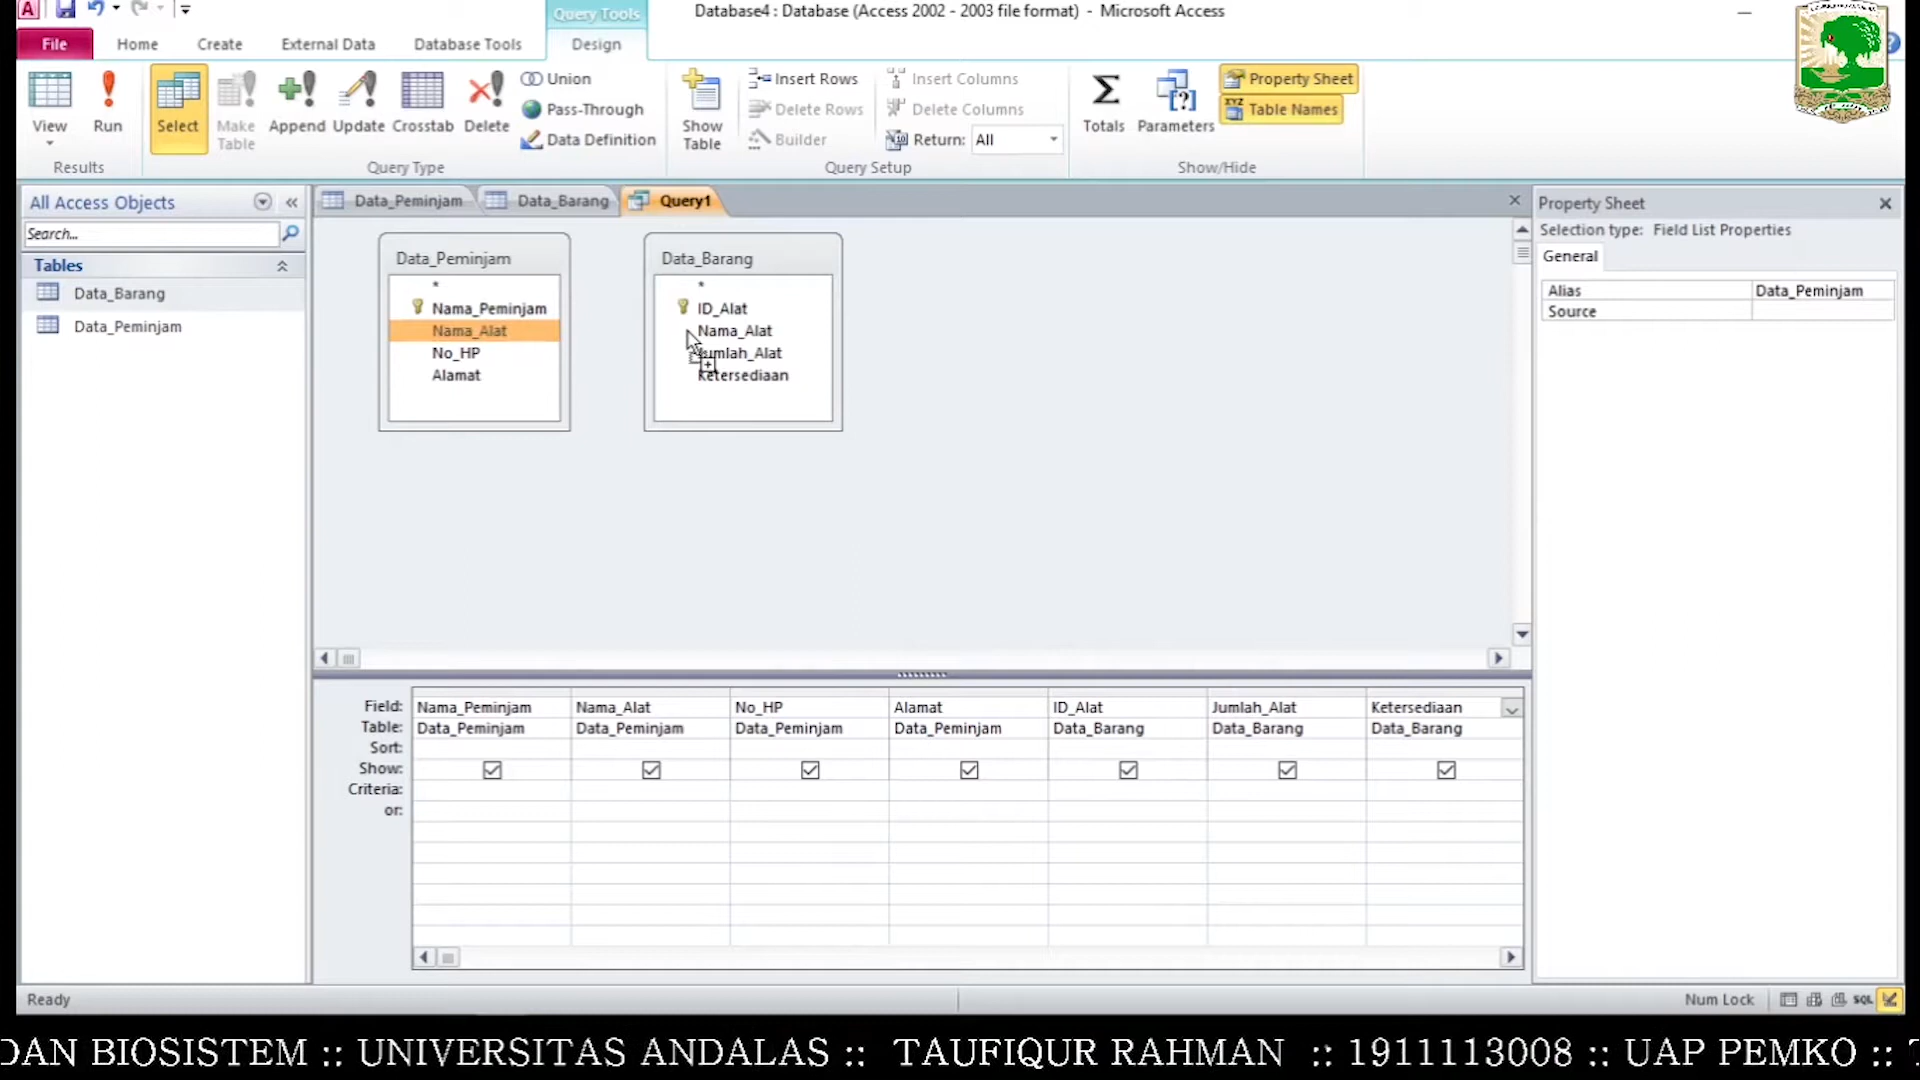 Query Tools
Database4 : Database (Access 2002 - 2003 file format) - Microsoft Access
File Home Create External Data Database Tools Design
View
Run
Select
Make Table
Append
Update
Crosstab
Delete
Union
Pass-Through
Data Definition
Show Table
Insert Rows
Delete Rows
Builder
Insert Columns
Delete Columns
Return: All
Totals
Parameters
Property Sheet
Table Names
Results
Query Type
Query Setup
Show/Hide
All Access Objects
Search...
Tables
Data_Barang
Data_Peminjam
Data_Peminjam Data_Barang Query1
Data_Peminjam
*
Nama_Peminjam
Nama_Alat
No_HP
Alamat
Data_Barang
*
ID_Alat
Nama_Alat
Jumlah_Alat
Ketersediaan
Property Sheet
Selection type: Field List Properties
General
Alias Data_Peminjam
Source
Field: Nama_Peminjam Nama_Alat No_HP Alamat ID_Alat Jumlah_Alat Ketersediaan
Table: Data_Peminjam Data_Peminjam Data_Peminjam Data_Peminjam Data_Barang Data_Barang Data_Barang
Sort:
Show:
Criteria:
or:
Ready
Num Lock
SQL
DAN BIOSISTEM :: UNIVERSITAS ANDALAS :: TAUFIQUR RAHMAN :: 1911113008 :: UAP PEMKO ::